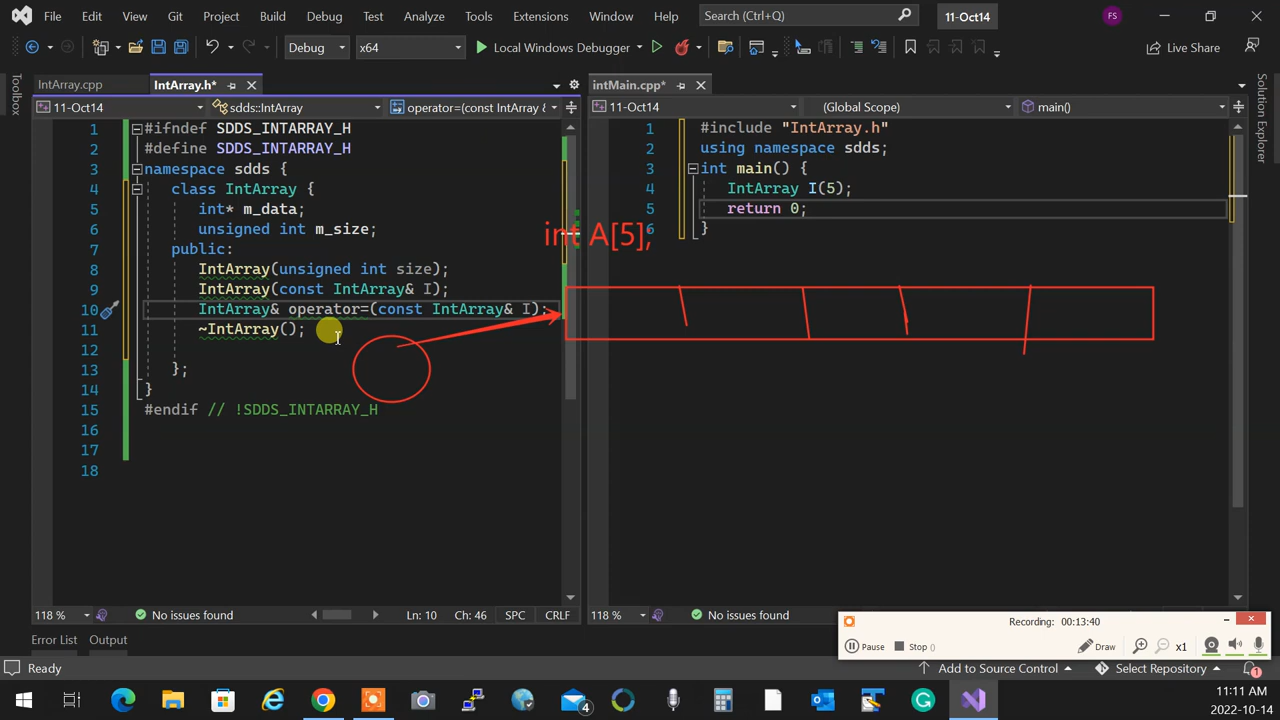 File Edit View Git Project Build Debug Test Analyze Tools Extensions Window Help Search (Ctrl+Q) 11-Oct14 FS
Debug x64 Local Windows Debugger Live Share
Toolbox
IntArray.cpp IntArray.h*
11-Oct14 sdds::IntArray operator=(const IntArray &
1 #ifndef SDDS_INTARRAY_H
2 #define SDDS_INTARRAY_H
3 namespace sdds {
4 class IntArray {
5 int* m_data;
6 unsigned int m_size;
7 public:
8 IntArray(unsigned int size);
9 IntArray(const IntArray& I);
10 IntArray& operator=(const IntArray& I);
11 ~IntArray();
12
13 };
14 }
15 #endif // !SDDS_INTARRAY_H
16
17
18
118 % No issues found Ln: 10 Ch: 46 SPC CRLF
intMain.cpp*
11-Oct14 (Global Scope) main()
1 #include "IntArray.h"
2 using namespace sdds;
3 int main() {
4 IntArray I(5);
5 return 0;
6 }
int A[5];
118 % No issues found
Solution Explorer
Recording: 00:13:40
Pause Stop () Draw x1
Error List Output
Ready Add to Source Control Select Repository 1
4
11:11 AM
2022-10-14